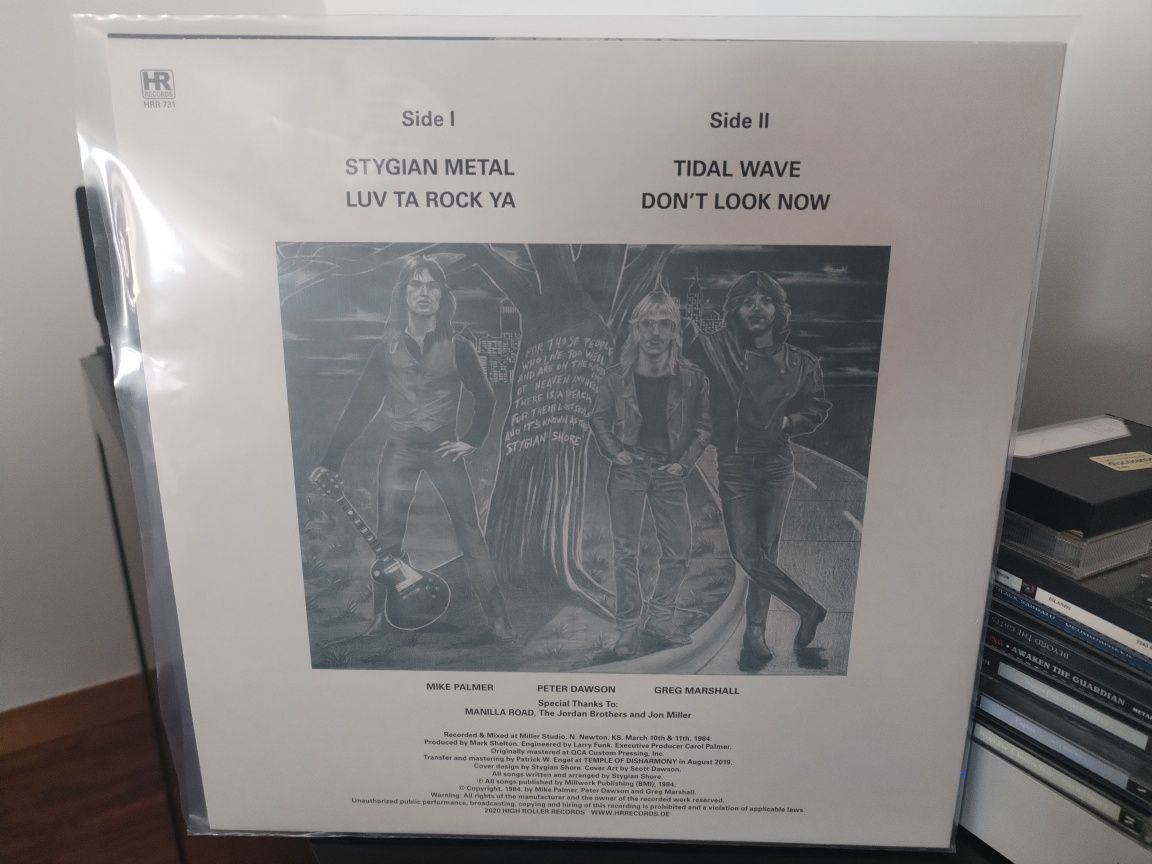 HR
RECORDS
HRR 731
Side I
STYGIAN METAL
LUV TA ROCK YA
Side II
TIDAL WAVE
DON'T LOOK NOW
FOR THOSE PEOPLE
WHO LIVE TOO WELL
AND ARE ON THE
OF HEAVEN AND HELL
THERE IS A BEACH
FOR THEIR LOST SOULS
AND IT'S KNOWN AS THE
STYGIAN SHORE
MIKE PALMER PETER DAWSON GREG MARSHALL
Special Thanks To:
MANILLA ROAD, The Jordan Brothers and Jon Miller
Recorded & Mixed at Miller Studio, N. Newton, KS. March 10th & 11th, 1984.
Produced by Mark Shelton. Engineered by Larry Funk. Executive Producer Carol Palmer.
Originally mastered at QCA Custom Pressing, Inc.
Transfer and mastering by Patrick W. Engel at TEMPLE OF DISHARMONY in August 2019.
Cover design by Stygian Shore. Cover Art by Scott Dawson.
All songs written and arranged by Stygian Shore.
℗ All songs published by Millwork Publishing (BMI), 1984.
© Copyright, 1984, by Mike Palmer, Peter Dawson and Greg Marshall.
Warning: All rights of the manufacturer and the owner of the recorded work reserved.
Unauthorized public performance, broadcasting, copying and hiring of this recording is prohibited and a violation of applicable laws.
2020 HIGH ROLLER RECORDS WWW.HRRECORDS.DE
ISLANDS
BLACK SABBATH
BEYOND THE GATE
AWAKEN THE GUARDIAN